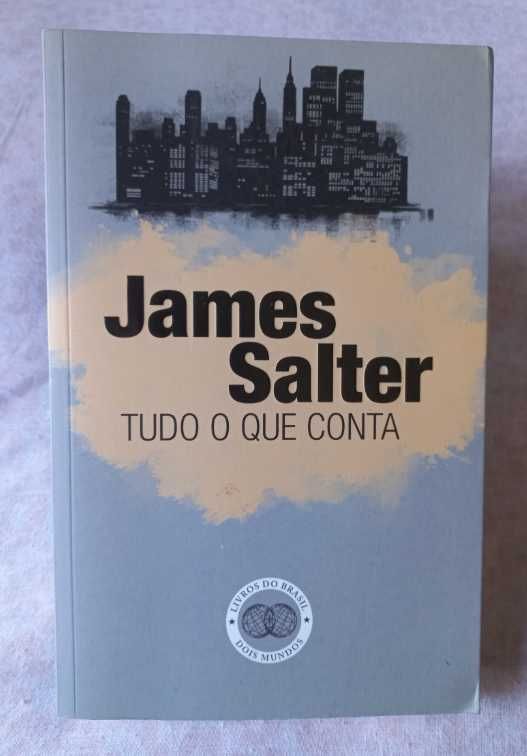 James
Salter
TUDO O QUE CONTA
LIVROS DO BRASIL
DOIS MUNDOS